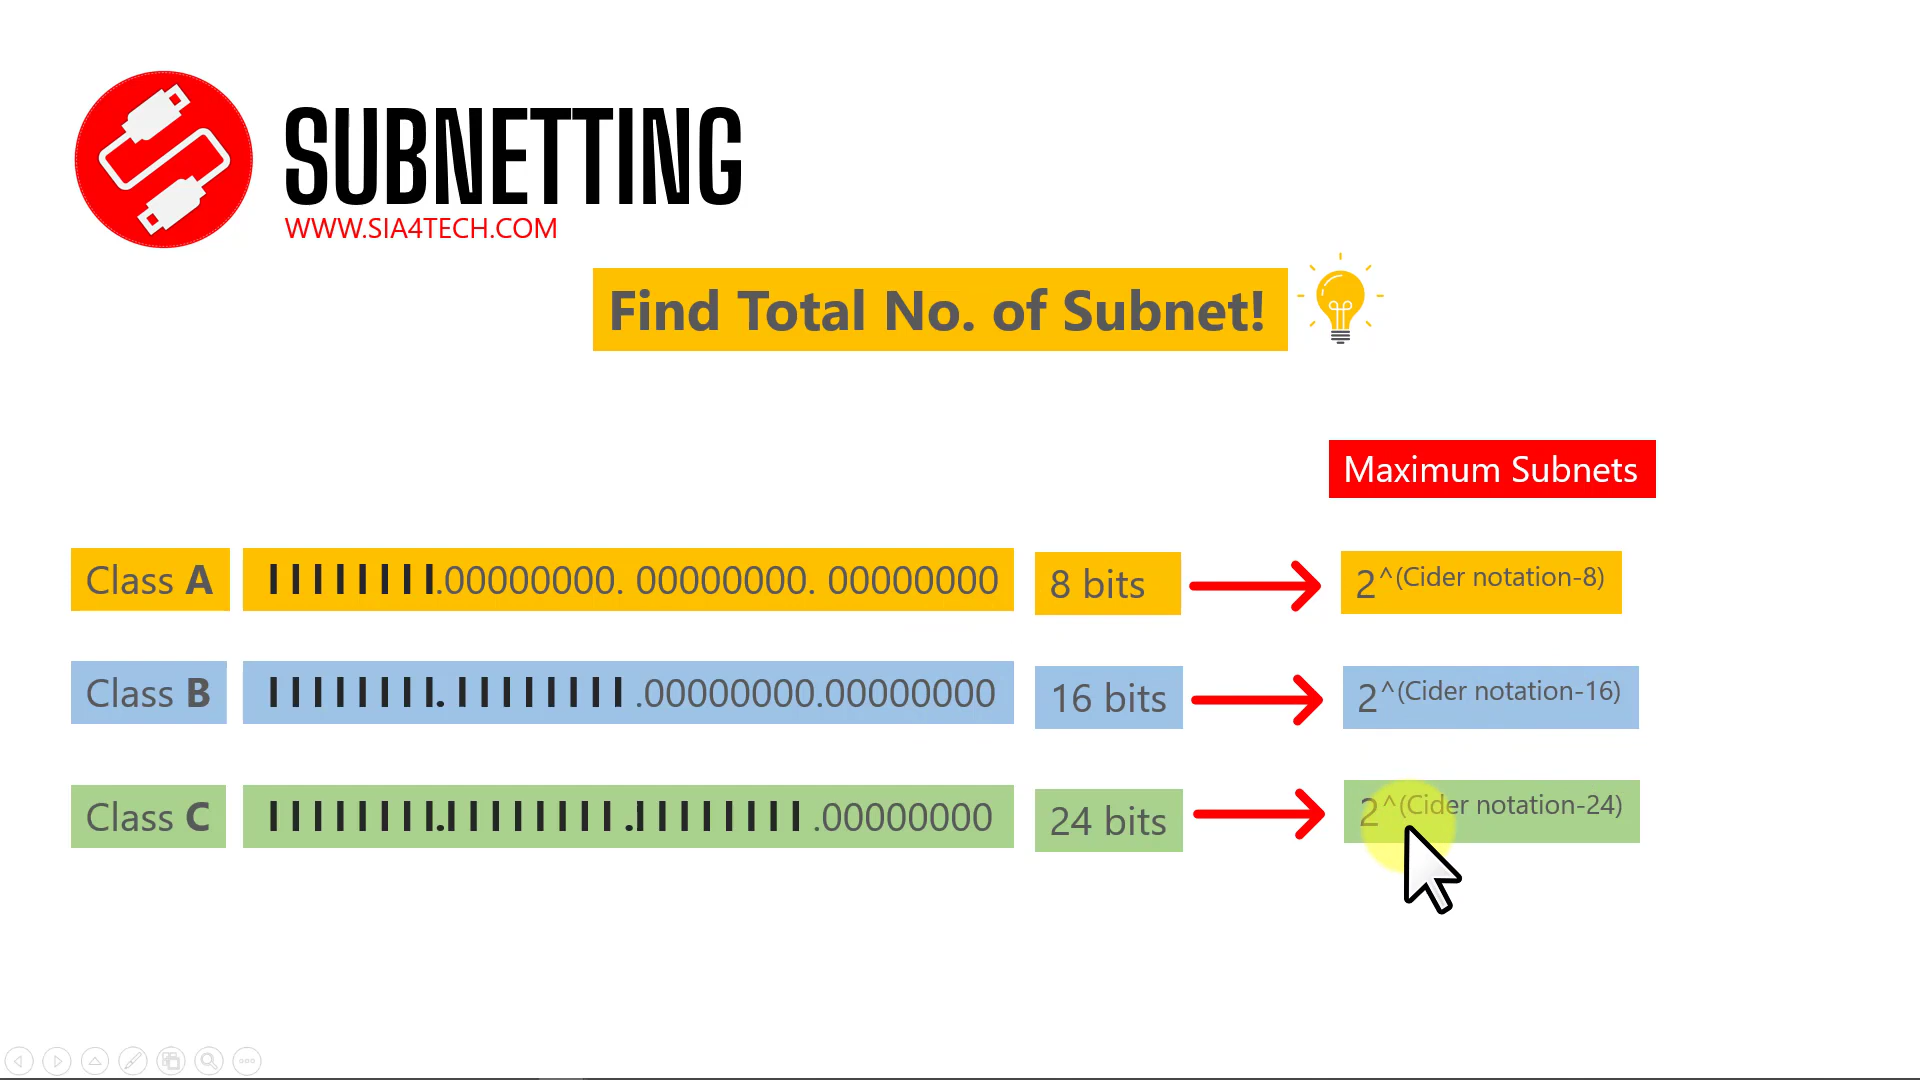 SUBNETTING
WWW.SIA4TECH.COM
Find Total No. of Subnet!
Maximum Subnets
Class A
IIIIIIII.00000000. 00000000. 00000000
8 bits
2^(Cider notation-8)
Class B
IIIIIIII. IIIIIIII .00000000.00000000
16 bits
2^(Cider notation-16)
Class C
IIIIIIII.IIIIIIII .IIIIIIII .00000000
24 bits
2^(Cider notation-24)